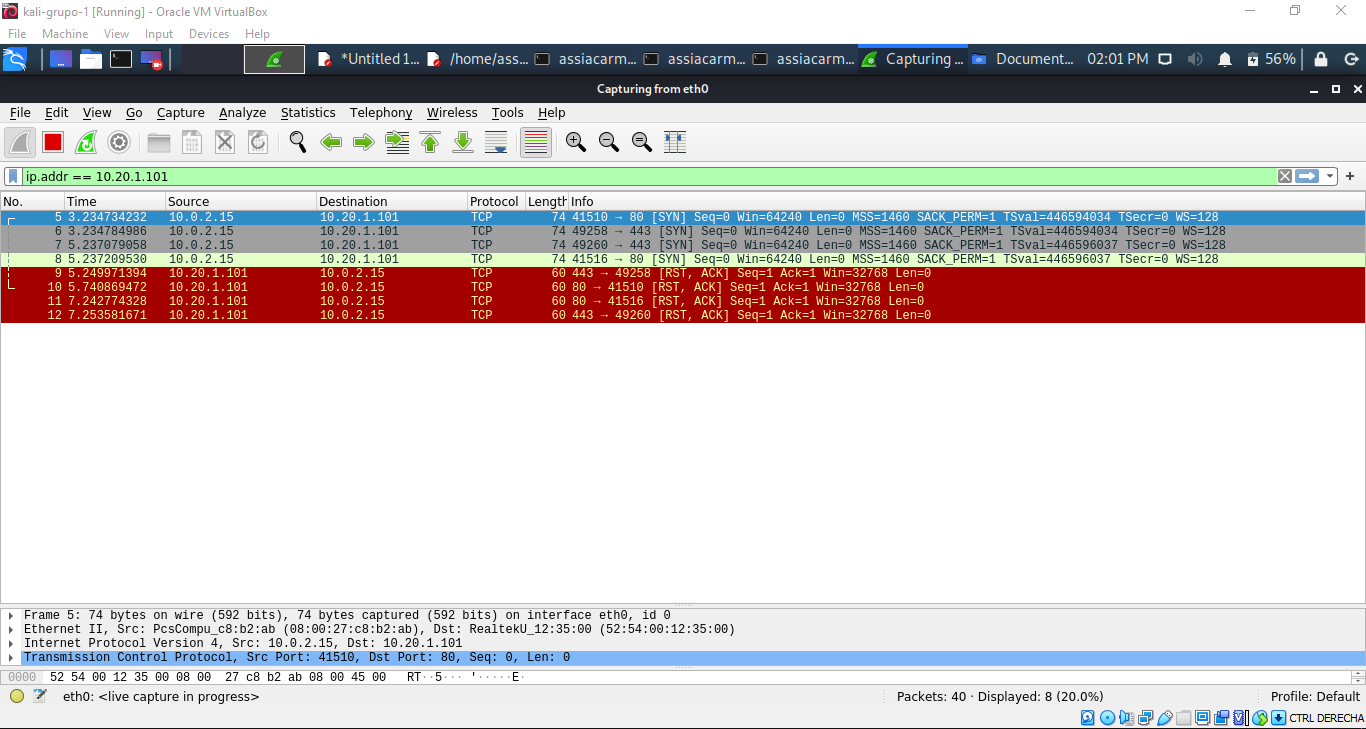 kali-grupo-1 [Running] - Oracle VM VirtualBox
File Machine View Input Devices Help
*Untitled 1... /home/ass... assiacarm... assiacarm... assiacarm... Capturing ... Document... 02:01 PM 56%
Capturing from eth0
File Edit View Go Capture Analyze Statistics Telephony Wireless Tools Help
ip.addr == 10.20.1.101
No. Time Source Destination Protocol Length Info
5 3.234734232 10.0.2.15 10.20.1.101 TCP 74 41510 → 80 [SYN] Seq=0 Win=64240 Len=0 MSS=1460 SACK_PERM=1 TSval=446594034 TSecr=0 WS=128
6 3.234784986 10.0.2.15 10.20.1.101 TCP 74 49258 → 443 [SYN] Seq=0 Win=64240 Len=0 MSS=1460 SACK_PERM=1 TSval=446594034 TSecr=0 WS=128
7 5.237079058 10.0.2.15 10.20.1.101 TCP 74 49260 → 443 [SYN] Seq=0 Win=64240 Len=0 MSS=1460 SACK_PERM=1 TSval=446596037 TSecr=0 WS=128
8 5.237209530 10.0.2.15 10.20.1.101 TCP 74 41516 → 80 [SYN] Seq=0 Win=64240 Len=0 MSS=1460 SACK_PERM=1 TSval=446596037 TSecr=0 WS=128
9 5.249971394 10.20.1.101 10.0.2.15 TCP 60 443 → 49258 [RST, ACK] Seq=1 Ack=1 Win=32768 Len=0
10 5.740869472 10.20.1.101 10.0.2.15 TCP 60 80 → 41510 [RST, ACK] Seq=1 Ack=1 Win=32768 Len=0
11 7.242774328 10.20.1.101 10.0.2.15 TCP 60 80 → 41516 [RST, ACK] Seq=1 Ack=1 Win=32768 Len=0
12 7.253581671 10.20.1.101 10.0.2.15 TCP 60 443 → 49260 [RST, ACK] Seq=1 Ack=1 Win=32768 Len=0
Frame 5: 74 bytes on wire (592 bits), 74 bytes captured (592 bits) on interface eth0, id 0
Ethernet II, Src: PcsCompu_c8:b2:ab (08:00:27:c8:b2:ab), Dst: RealtekU_12:35:00 (52:54:00:12:35:00)
Internet Protocol Version 4, Src: 10.0.2.15, Dst: 10.20.1.101
Transmission Control Protocol, Src Port: 41510, Dst Port: 80, Seq: 0, Len: 0
0000 52 54 00 12 35 00 08 00 27 c8 b2 ab 08 00 45 00 RT··5··· '·····E·
eth0: <live capture in progress> Packets: 40 · Displayed: 8 (20.0%) Profile: Default
CTRL DERECHA